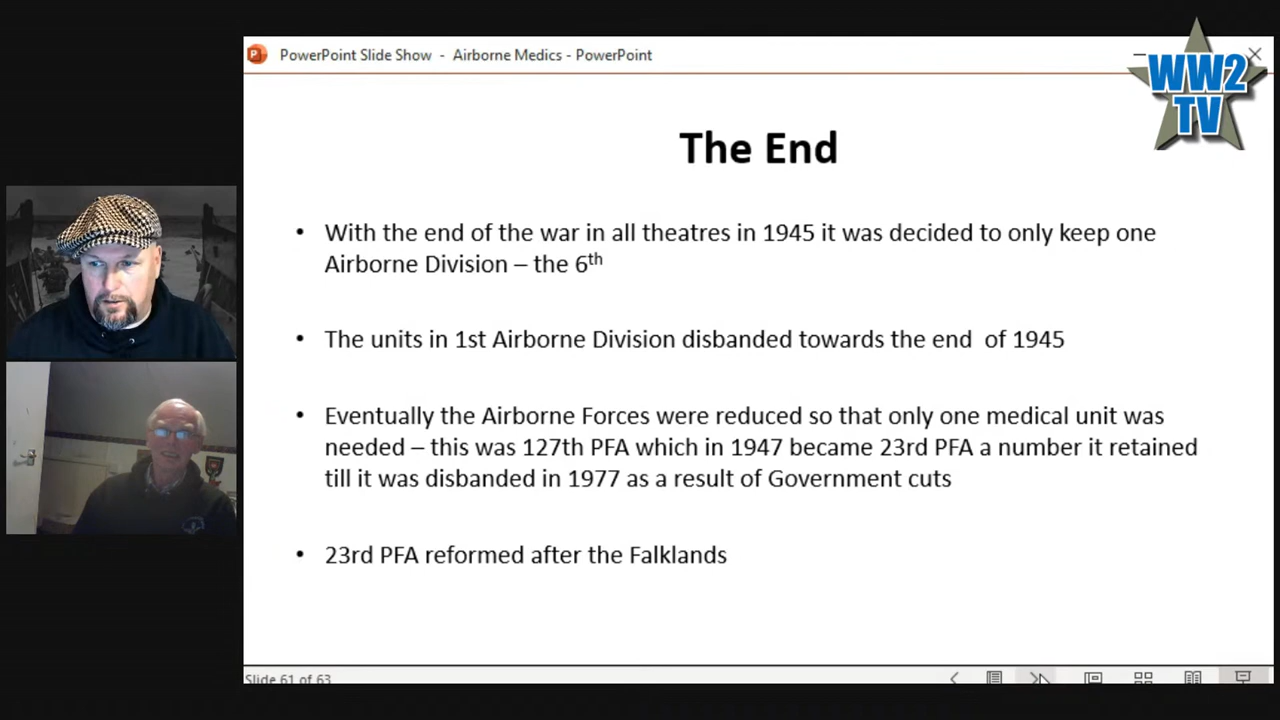 PowerPoint Slide Show - Airborne Medics - PowerPoint
WW2
TV
The End
• With the end of the war in all theatres in 1945 it was decided to only keep one
Airborne Division – the 6th
• The units in 1st Airborne Division disbanded towards the end  of 1945
• Eventually the Airborne Forces were reduced so that only one medical unit was
needed – this was 127th PFA which in 1947 became 23rd PFA a number it retained
till it was disbanded in 1977 as a result of Government cuts
• 23rd PFA reformed after the Falklands
Slide 61 of 63